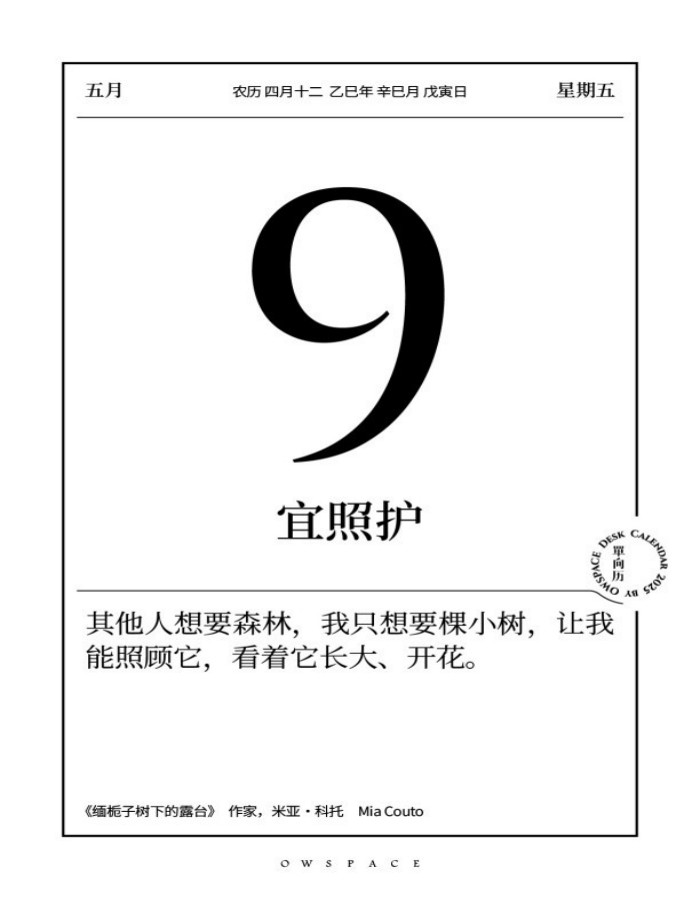 五月
农历 四月十二 乙巳年 辛巳月 戊寅日
星期五
9
宜照护
單向历
OWSPACE DESK CALENDAR 2025 BY
其他人想要森林，我只想要棵小树，让我
能照顾它，看着它长大、开花。
《缅栀子树下的露台》 作家，米亚・科托 Mia Couto
OWSPACE